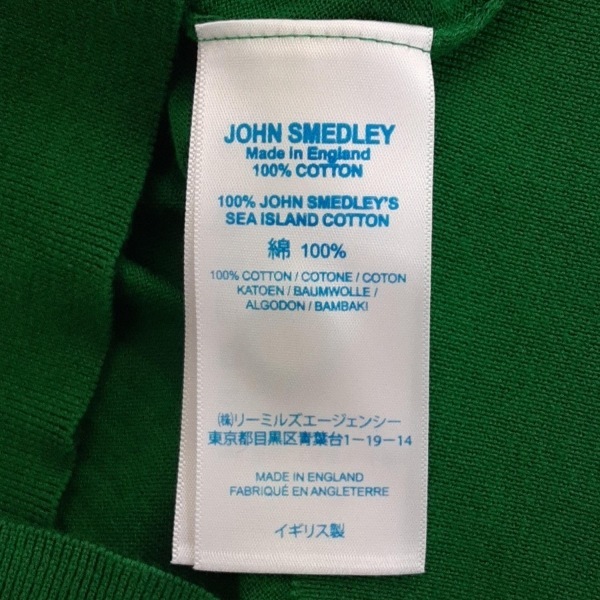 JOHN SMEDLEY
Made in England
100% COTTON
100% JOHN SMEDLEY'S
SEA ISLAND COTTON
綿 100%
100% COTTON / COTONE / COTON
KATOEN / BAUMWOLLE /
ALGODON / BAMBAKI
㈱リーミルズエージェンシー
東京都目黒区青葉台1−19−14
MADE IN ENGLAND
FABRIQUÉ EN ANGLETERRE
イギリス製